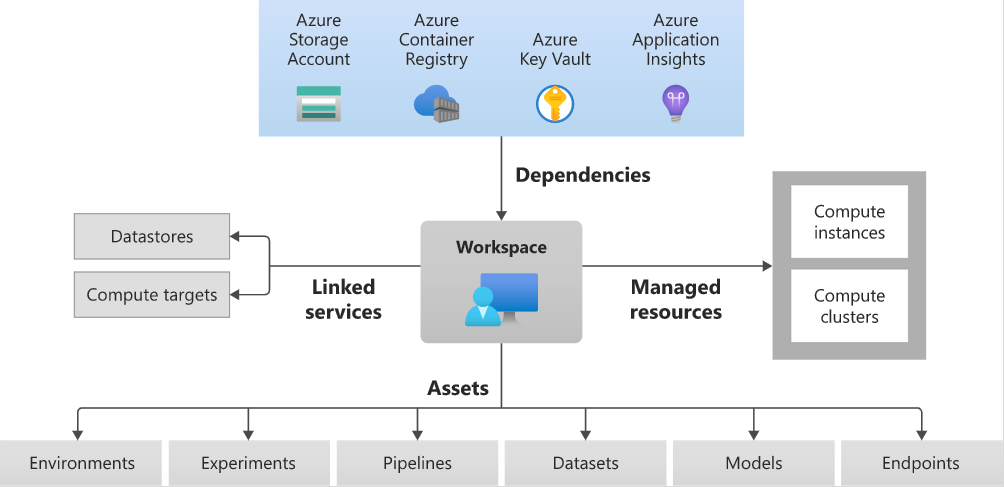 Azure
Storage
Account
Azure
Container
Registry
Azure
Key Vault
Azure
Application
Insights
Dependencies
Datastores
Compute targets
Linked
services
Workspace
Managed
resources
Compute
instances
Compute
clusters
Assets
Environments
Experiments
Pipelines
Datasets
Models
Endpoints